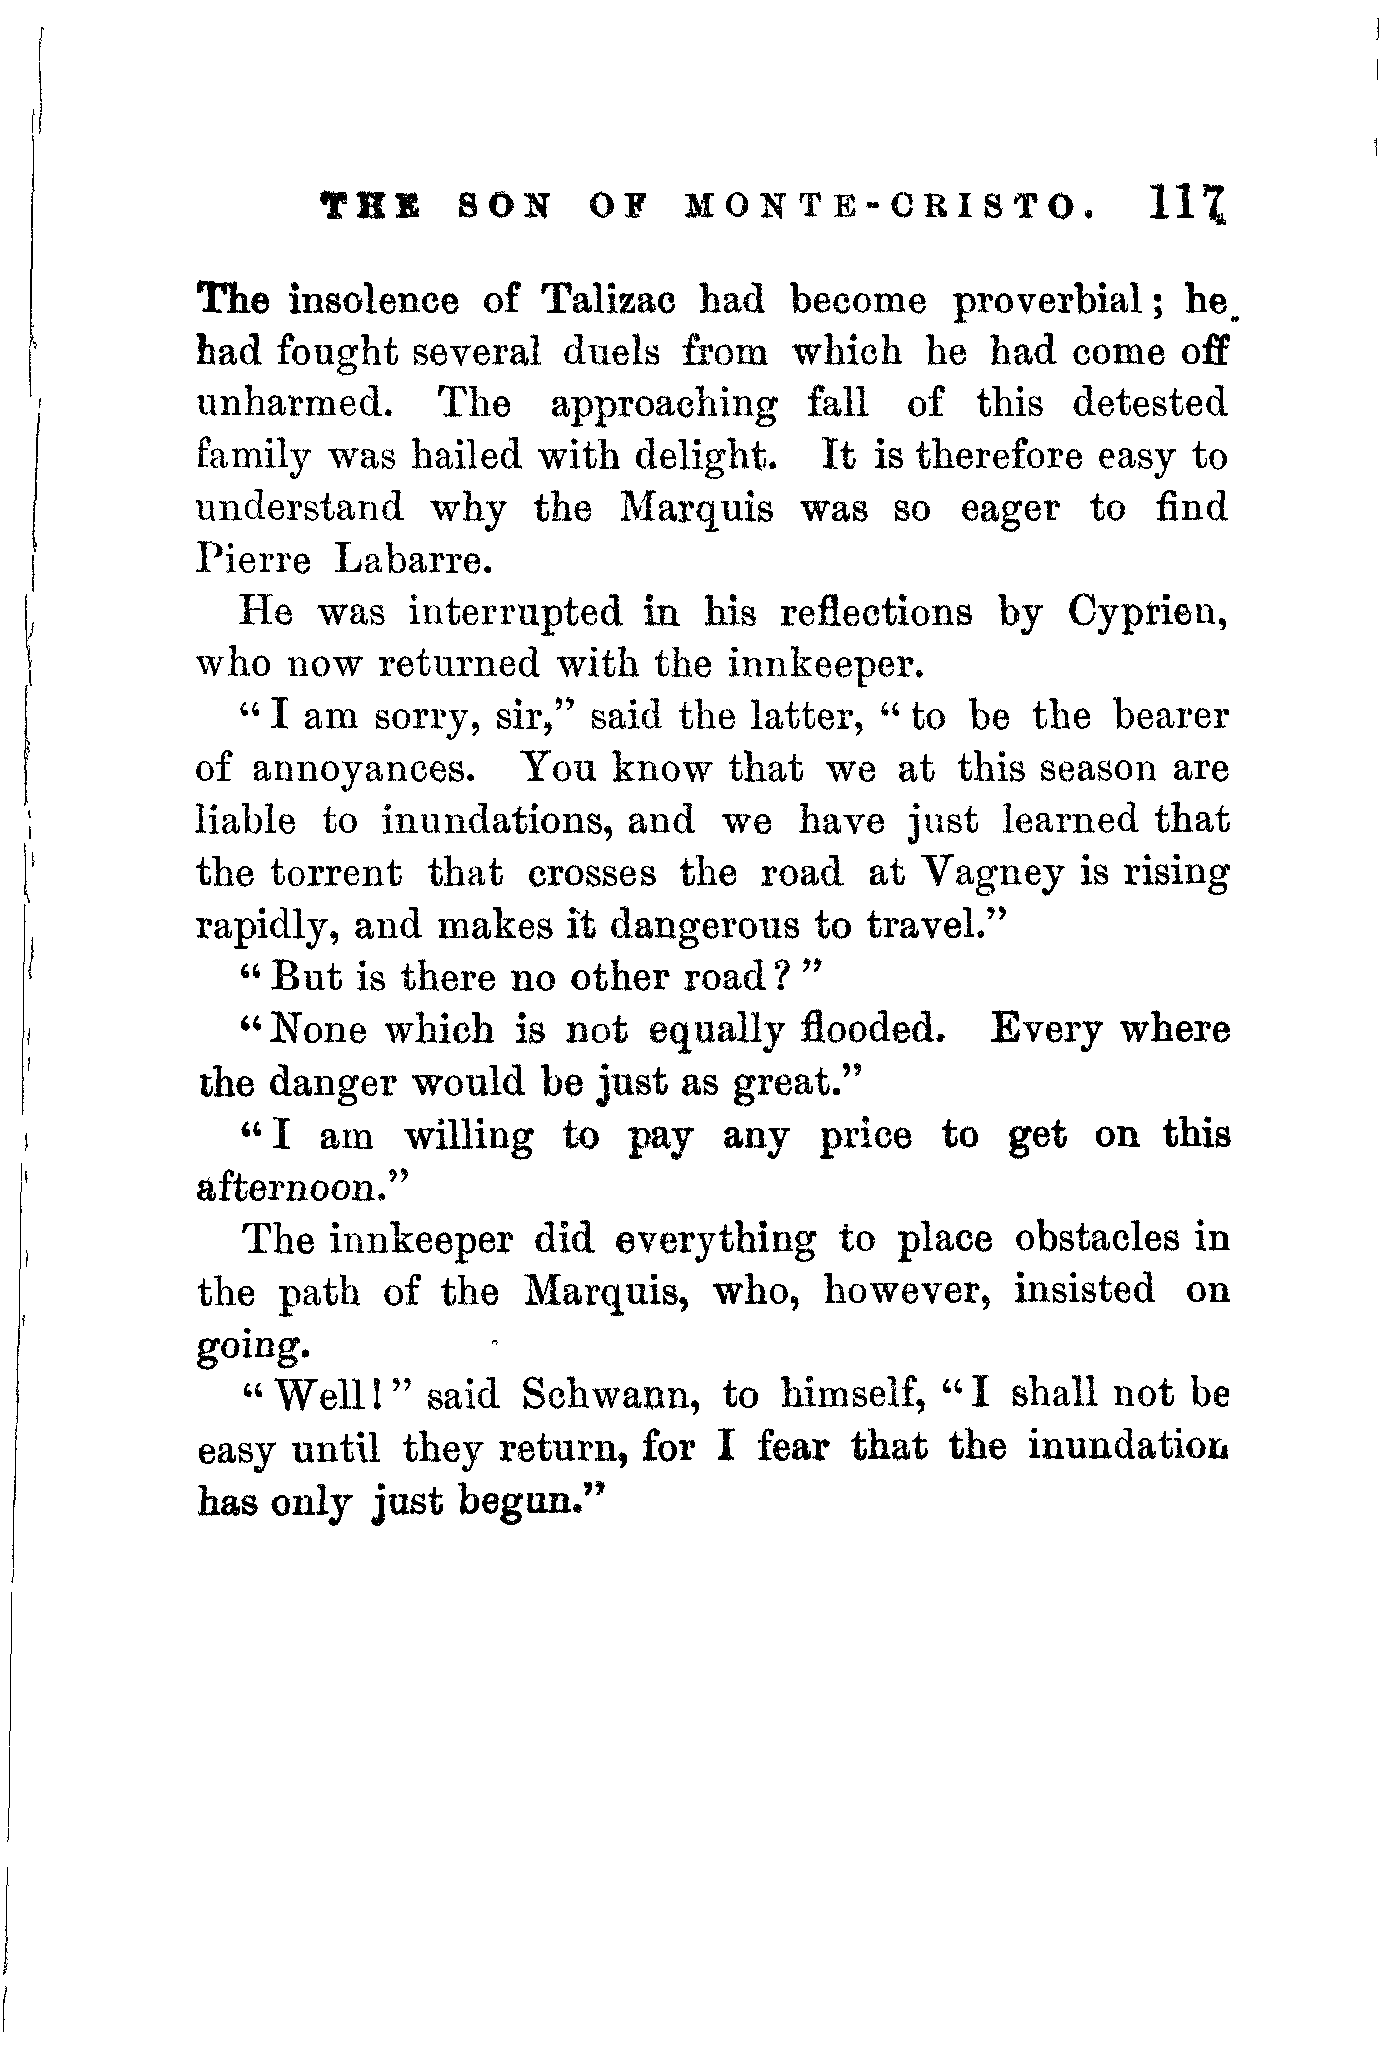 THE SON OF MONTE-CRISTO. 117
The insolence of Talizac had become proverbial; he
had fought several duels from which he had come off
unharmed. The approaching fall of this detested
family was hailed with delight. It is therefore easy to
understand why the Marquis was so eager to find
Pierre Labarre.
He was interrupted in his reflections by Cyprien,
who now returned with the innkeeper.
“I am sorry, sir,” said the latter, “to be the bearer
of annoyances. You know that we at this season are
liable to inundations, and we have just learned that
the torrent that crosses the road at Vagney is rising
rapidly, and makes it dangerous to travel.”
“But is there no other road?”
“None which is not equally flooded. Every where
the danger would be just as great.”
“I am willing to pay any price to get on this
afternoon.”
The innkeeper did everything to place obstacles in
the path of the Marquis, who, however, insisted on
going.
“Well!” said Schwann, to himself, “I shall not be
easy until they return, for I fear that the inundation
has only just begun.”